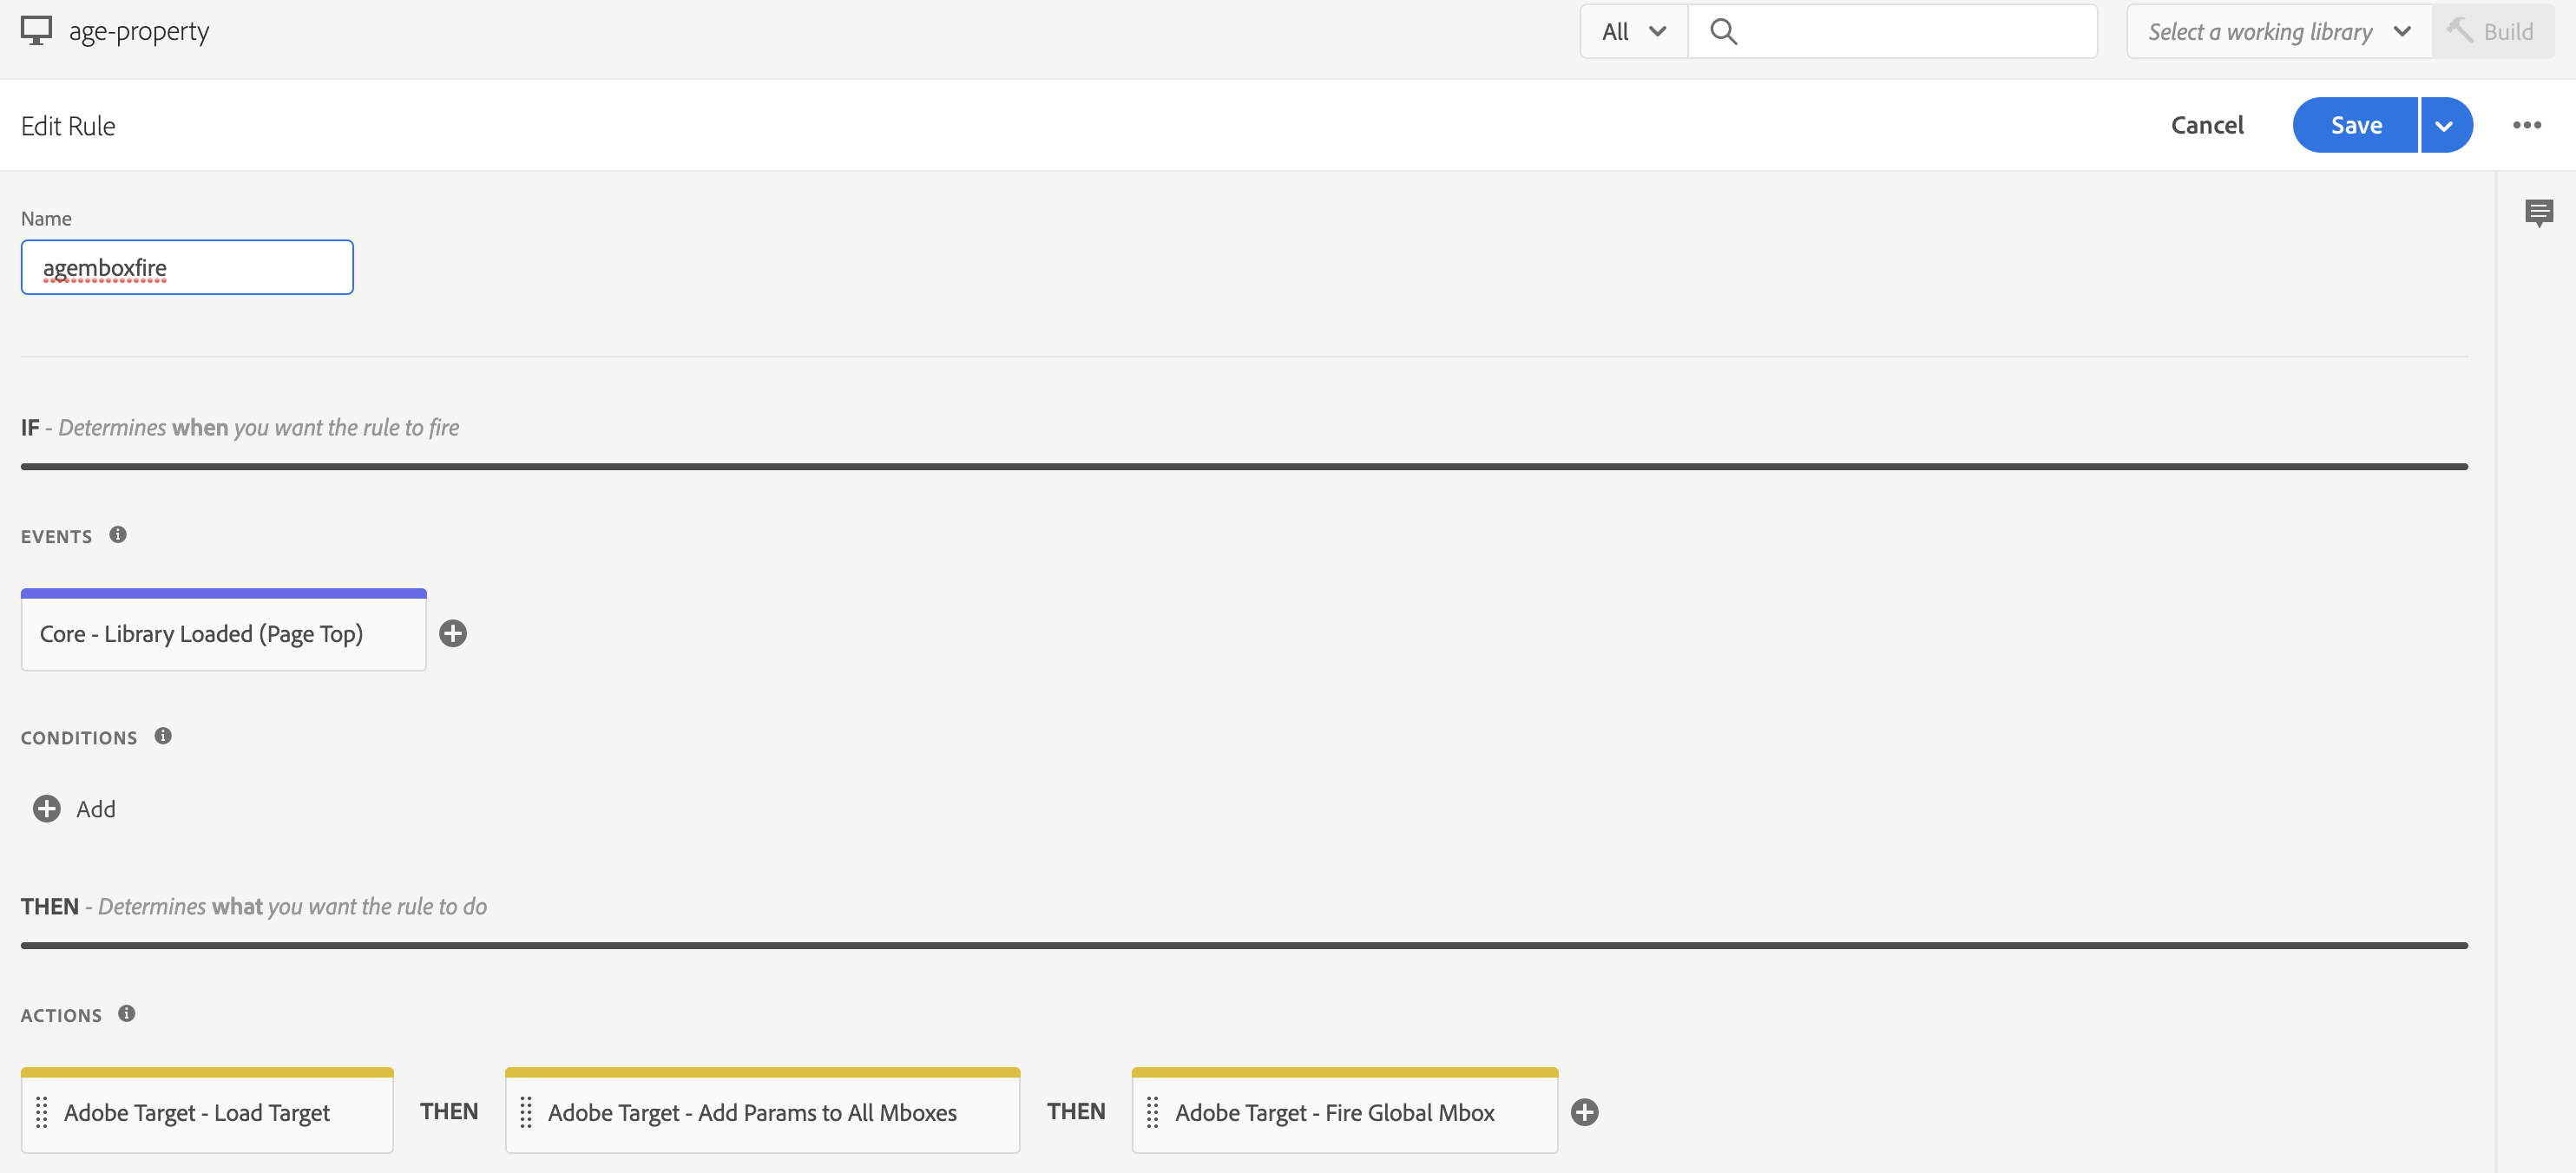 age-property
All
Select a working library
Build
Edit Rule
Cancel
Save
Name
agemboxfire
IF - Determines when you want the rule to fire
EVENTS
Core - Library Loaded (Page Top)
CONDITIONS
Add
THEN - Determines what you want the rule to do
ACTIONS
Adobe Target - Load Target
THEN
Adobe Target - Add Params to All Mboxes
THEN
Adobe Target - Fire Global Mbox